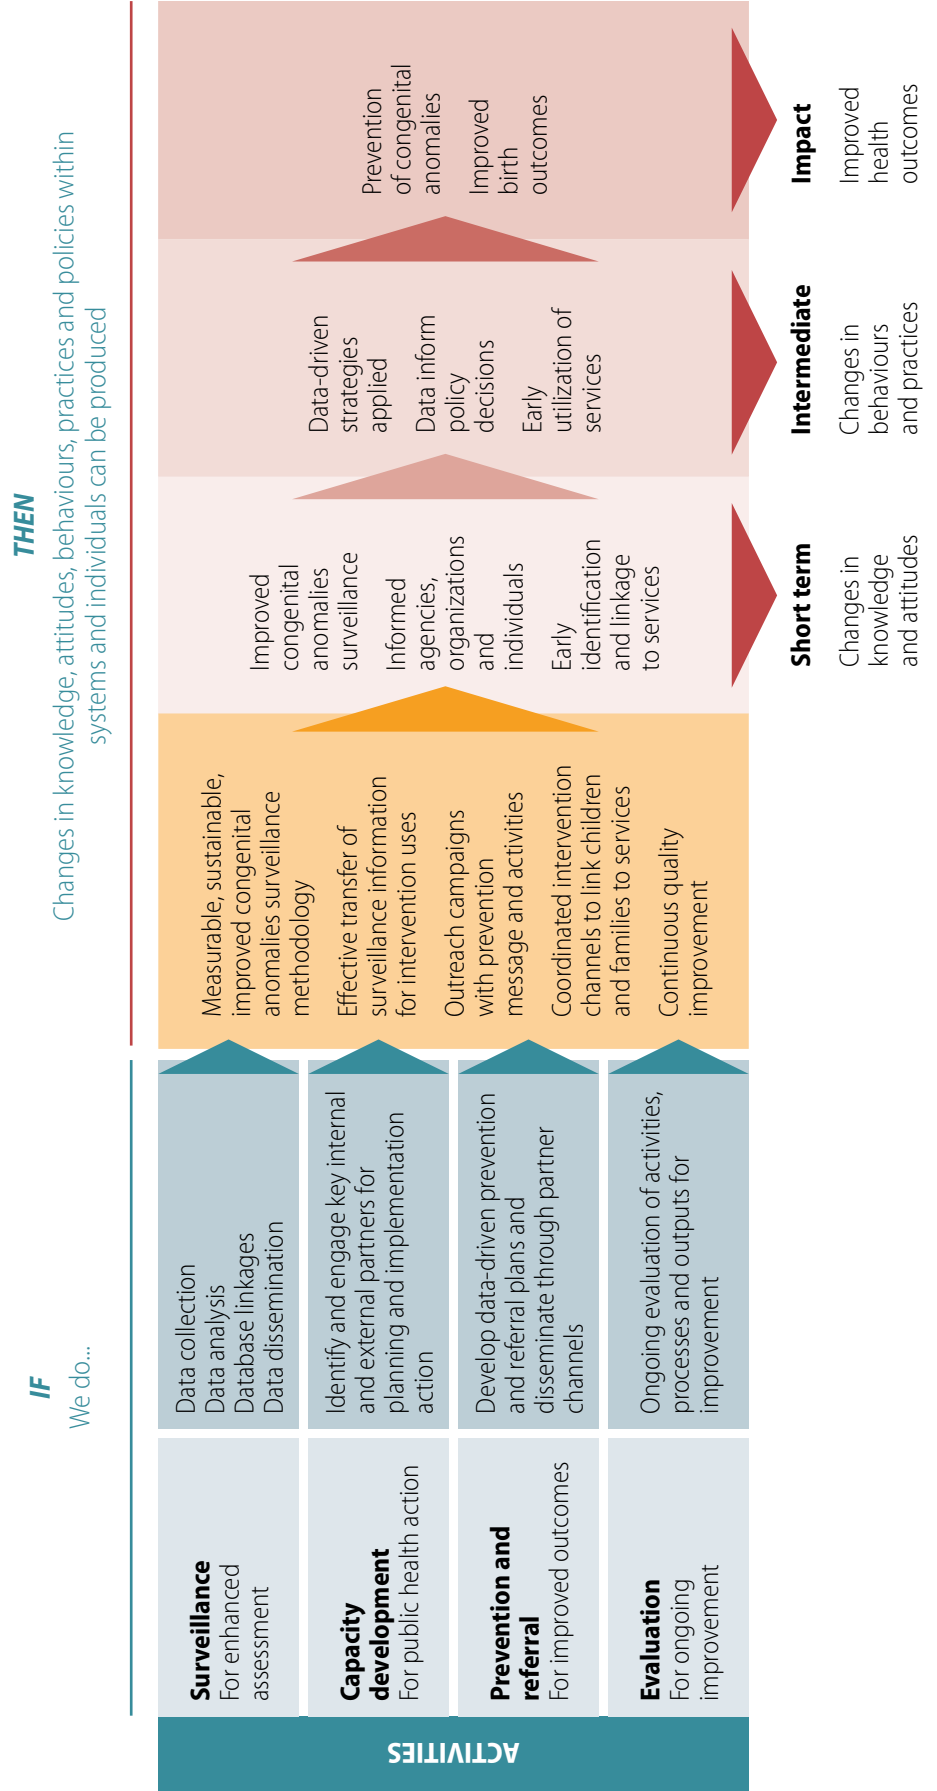 IF
We do...
THEN
Changes in knowledge, attitudes, behaviours, practices and policies within
systems and individuals can be produced
ACTIVITIES
Surveillance
For enhanced
assessment
Data collection
Data analysis
Database linkages
Data dissemination
Capacity
development
For public health action
Identify and engage key internal
and external partners for
planning and implementation
action
Prevention and
referral
For improved outcomes
Develop data-driven prevention
and referral plans and
disseminate through partner
channels
Evaluation
For ongoing
improvement
Ongoing evaluation of activities,
processes and outputs for
improvement
Measurable, sustainable,
improved congenital
anomalies surveillance
methodology
Effective transfer of
surveillance information
for intervention uses
Outreach campaigns
with prevention
message and activities
Coordinated intervention
channels to link children
and families to services
Continuous quality
improvement
Improved
congenital
anomalies
surveillance
Informed
agencies,
organizations
and
individuals
Early
identification
and linkage
to services
Data-driven
strategies
applied
Data inform
policy
decisions
Early
utilization of
services
Prevention
of congenital
anomalies
Improved
birth
outcomes
Short term
Changes in
knowledge
and attitudes
Intermediate
Changes in
behaviours
and practices
Impact
Improved
health
outcomes